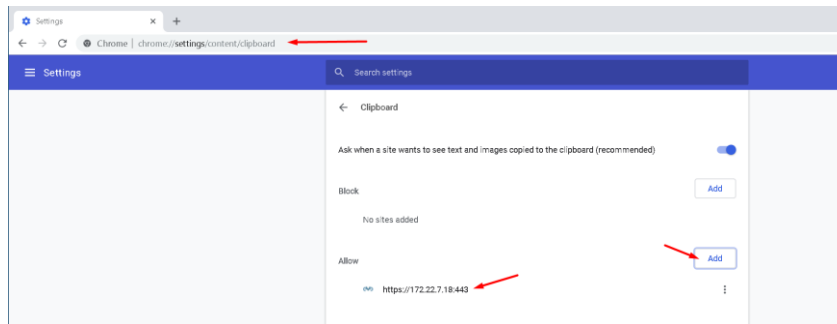 Settings
Chrome | chrome://settings/content/clipboard
Settings
Search settings
Clipboard
Ask when a site wants to see text and images copied to the clipboard (recommended)
Block
Add
No sites added
Allow
Add
https://172.22.7.18:443